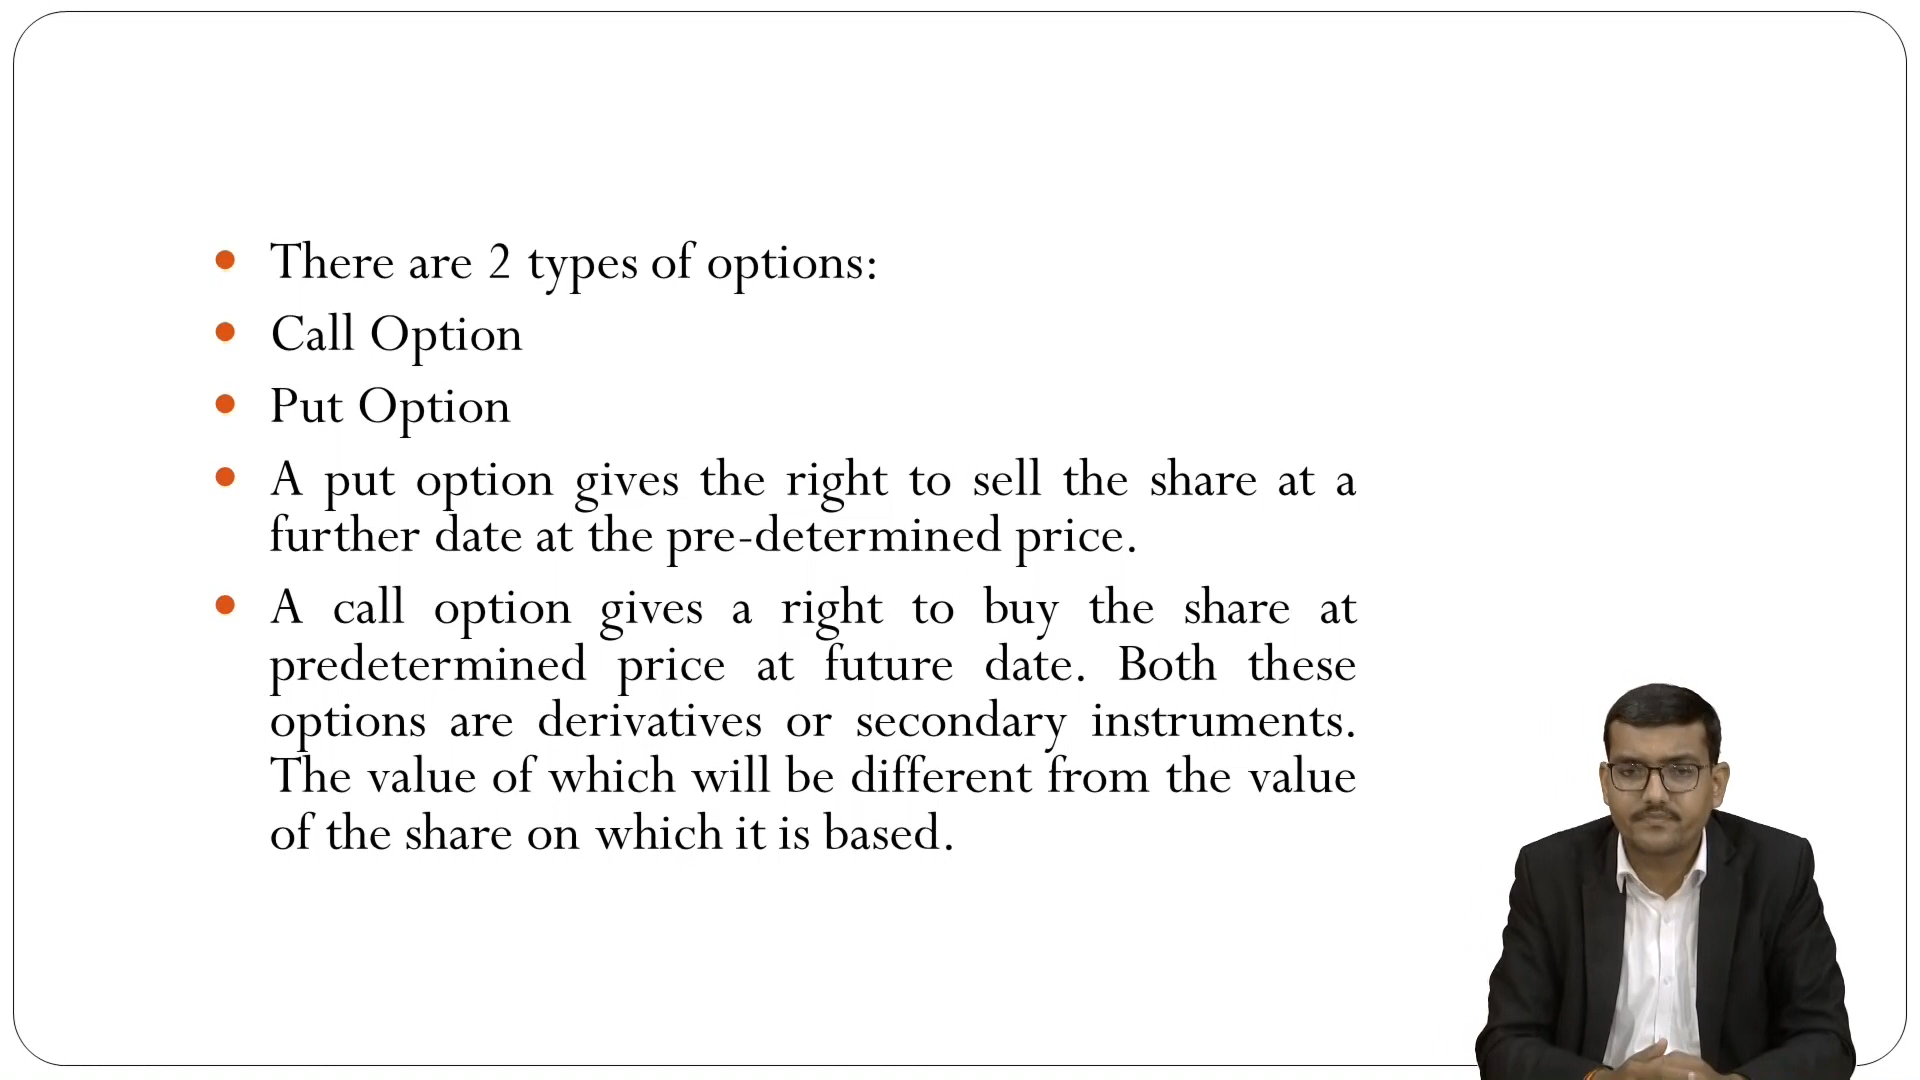 There are 2 types of options:
Call Option
Put Option
A put option gives the right to sell the share at a
further date at the pre-determined price.
A call option gives a right to buy the share at
predetermined price at future date. Both these
options are derivatives or secondary instruments.
The value of which will be different from the value
of the share on which it is based.